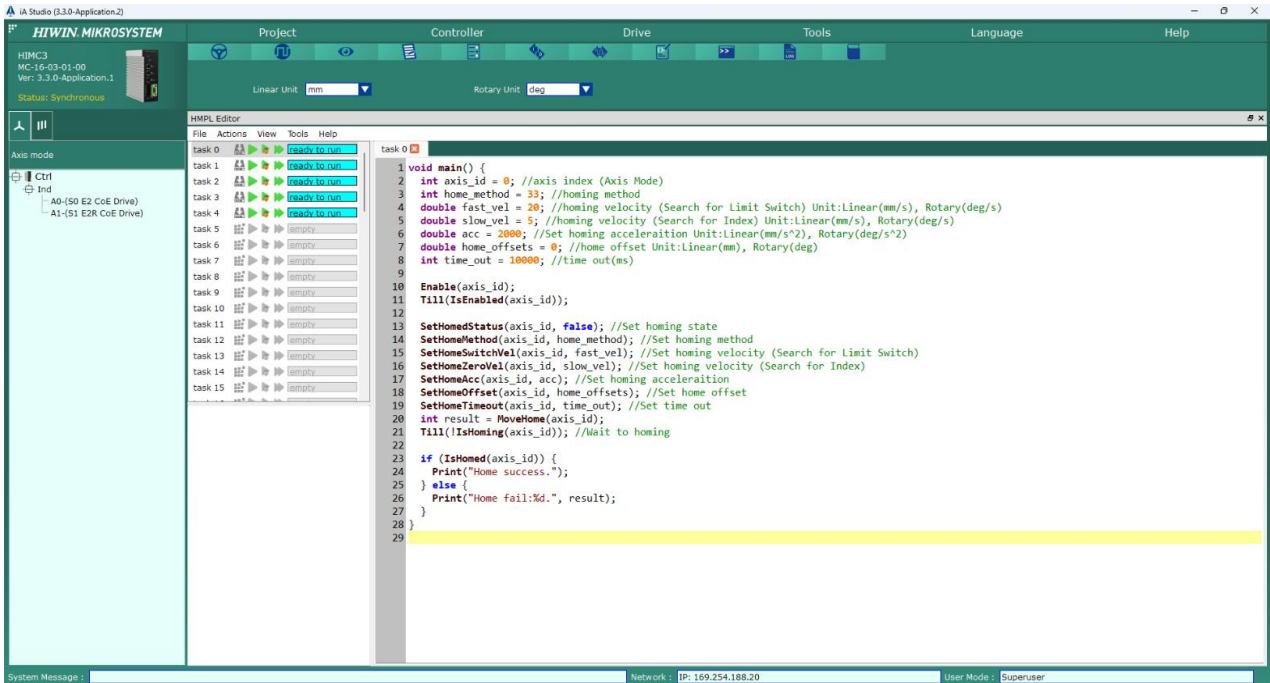 iA Studio (3.3.0-Application.2)
HIWIN. MIKROSYSTEM
Project Controller Drive Tools Language Help
HIMC3
MC-16-03-01-00
Ver: 3.3.0-Application.1
Status: Synchronous
Linear Unit mm Rotary Unit deg
HMPL Editor
File Actions View Tools Help
Axis mode
Ctrl
Ind
A0-(S0 E2 CoE Drive)
A1-(S1 E2R CoE Drive)
task 0 ready to run
task 1 ready to run
task 2 ready to run
task 3 ready to run
task 4 ready to run
task 5 empty
task 6 empty
task 7 empty
task 8 empty
task 9 empty
task 10 empty
task 11 empty
task 12 empty
task 13 empty
task 14 empty
task 15 empty
task 0
1 void main() {
2 int axis_id = 0; //axis index (Axis Mode)
3 int home_method = 33; //homing method
4 double fast_vel = 20; //homing velocity (Search for Limit Switch) Unit:Linear(mm/s), Rotary(deg/s)
5 double slow_vel = 5; //homing velocity (Search for Index) Unit:Linear(mm/s), Rotary(deg/s)
6 double acc = 2000; //Set homing acceleraition Unit:Linear(mm/s^2), Rotary(deg/s^2)
7 double home_offsets = 0; //home offset Unit:Linear(mm), Rotary(deg)
8 int time_out = 10000; //time out(ms)
9
10 Enable(axis_id);
11 Till(IsEnabled(axis_id));
12
13 SetHomedStatus(axis_id, false); //Set homing state
14 SetHomeMethod(axis_id, home_method); //Set homing method
15 SetHomeSwitchVel(axis_id, fast_vel); //Set homing velocity (Search for Limit Switch)
16 SetHomeZeroVel(axis_id, slow_vel); //Set homing velocity (Search for Index)
17 SetHomeAcc(axis_id, acc); //Set homing acceleraition
18 SetHomeOffset(axis_id, home_offsets); //Set home offset
19 SetHomeTimeout(axis_id, time_out); //Set time out
20 int result = MoveHome(axis_id);
21 Till(!IsHoming(axis_id)); //Wait to homing
22
23 if (IsHomed(axis_id)) {
24 Print("Home success.");
25 } else {
26 Print("Home fail:%d.", result);
27 }
28 }
29
System Message : Network : IP: 169.254.188.20 User Mode : Superuser